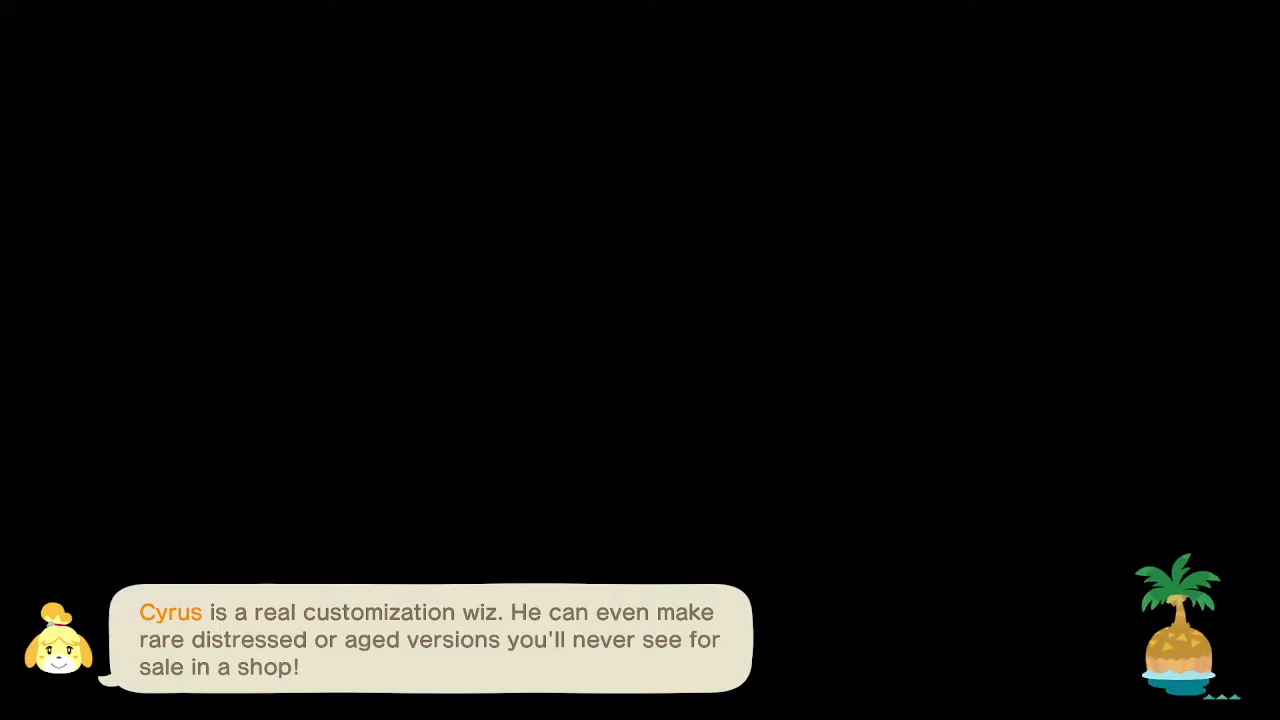 Cyrus is a real customization wiz. He can even make
rare distressed or aged versions you'll never see for
sale in a shop!